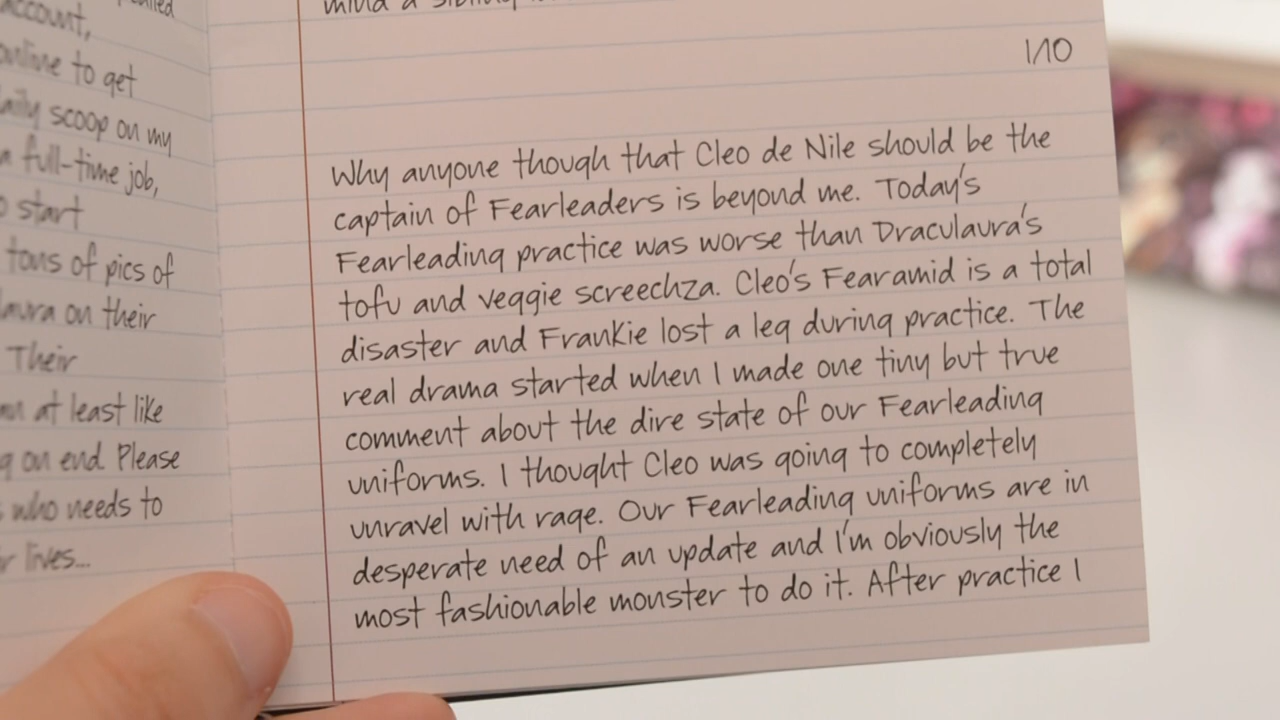 account,
online to get
daily scoop on my
full-time job,
start
tons of pics of
on their
Their
at least like
on end. Please
who needs to
lives...
mind a
1/10
Why anyone though that Cleo de Nile should be the
captain of Fearleaders is beyond me. Today's
Fearleading practice was worse than Draculaura's
tofu and veggie screechza. Cleo's Fearamid is a total
disaster and Frankie lost a leg during practice. The
real drama started when I made one tiny but true
comment about the dire state of our Fearleading
uniforms. I thought Cleo was going to completely
unravel with rage. Our Fearleading uniforms are in
desperate need of an update and I'm obviously the
most fashionable monster to do it. After practice I